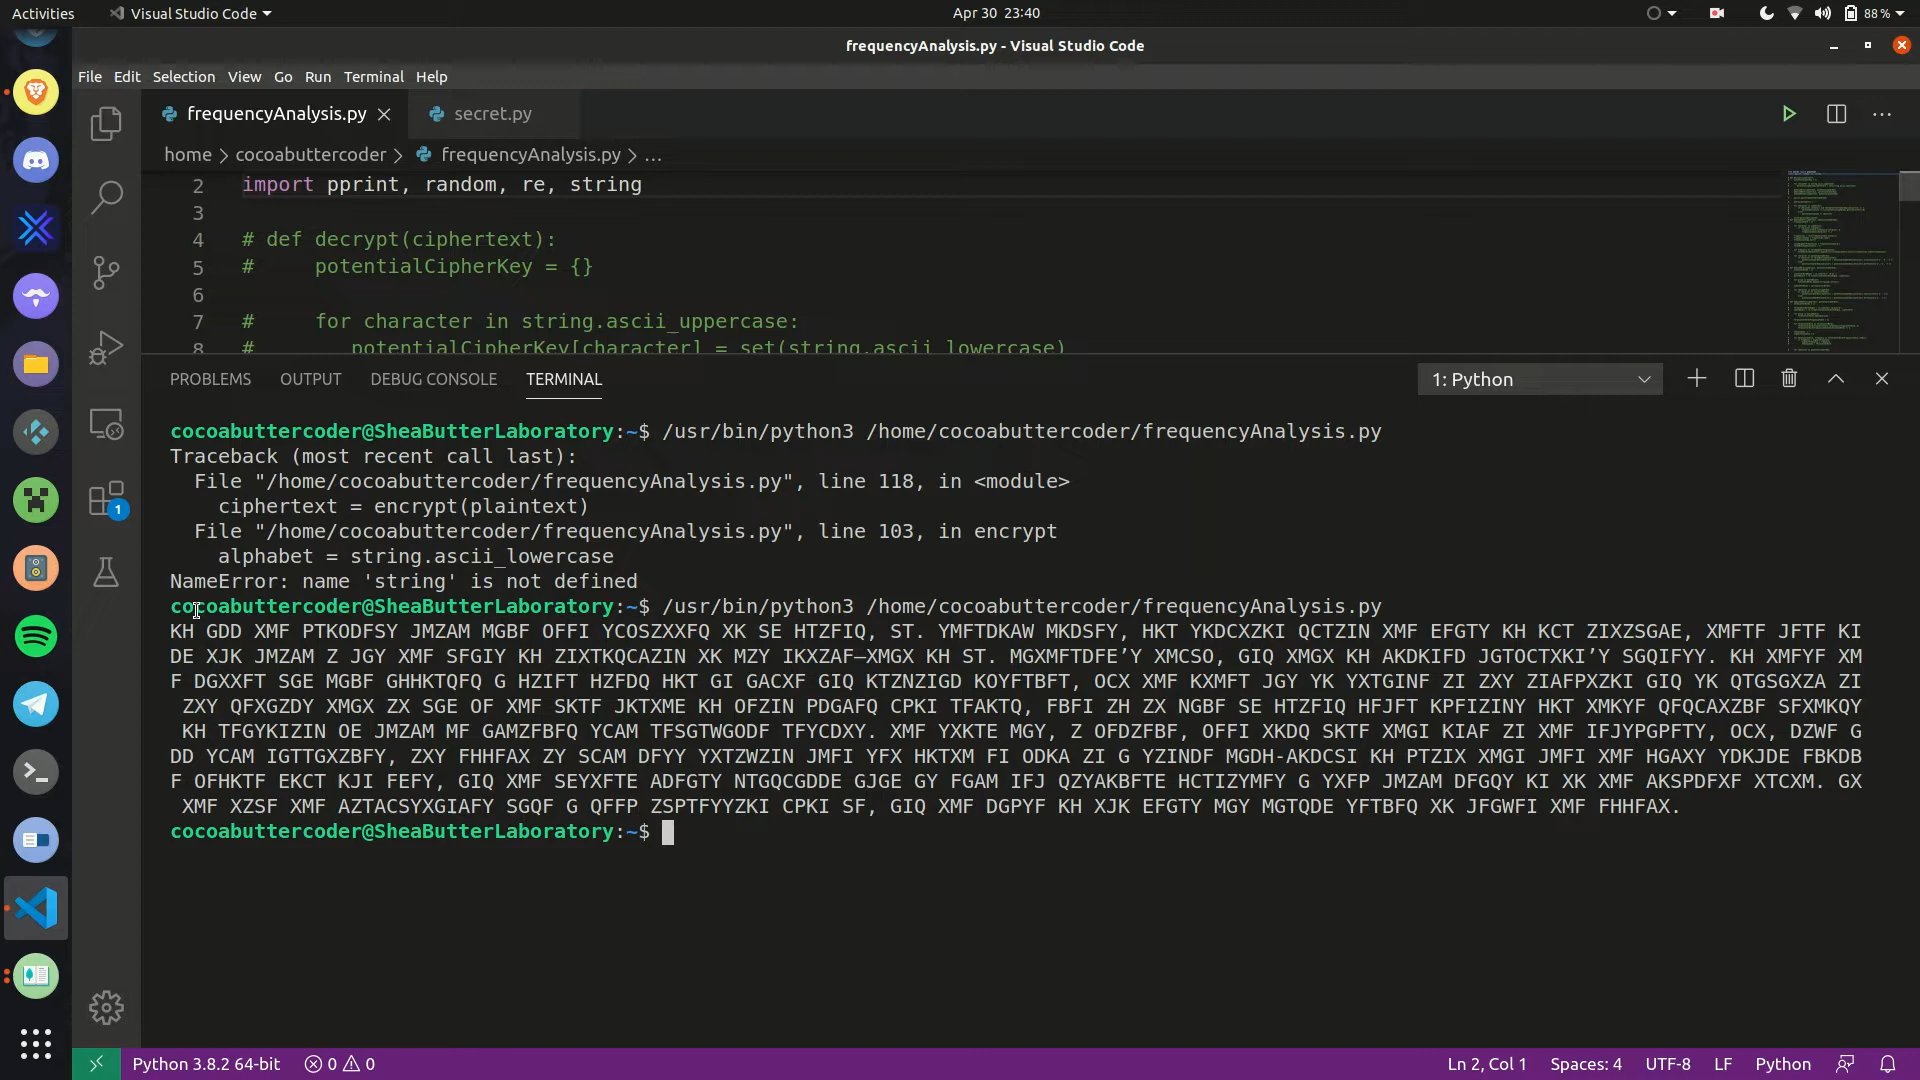 Activities
Visual Studio Code
Apr 30 23:40
88 %
frequencyAnalysis.py - Visual Studio Code
File Edit Selection View Go Run Terminal Help
frequencyAnalysis.py
secret.py
home > cocoabuttercoder > frequencyAnalysis.py > ...
2 import pprint, random, re, string
3
4 # def decrypt(ciphertext):
5 #     potentialCipherKey = {}
6
7 #     for character in string.ascii_uppercase:
8 #        potentialCipherKey[character] = set(string.ascii_lowercase)
PROBLEMS OUTPUT DEBUG CONSOLE TERMINAL
1: Python
cocoabuttercoder@SheaButterLaboratory:~$ /usr/bin/python3 /home/cocoabuttercoder/frequencyAnalysis.py
Traceback (most recent call last):
  File "/home/cocoabuttercoder/frequencyAnalysis.py", line 118, in <module>
    ciphertext = encrypt(plaintext)
  File "/home/cocoabuttercoder/frequencyAnalysis.py", line 103, in encrypt
    alphabet = string.ascii_lowercase
NameError: name 'string' is not defined
cocoabuttercoder@SheaButterLaboratory:~$ /usr/bin/python3 /home/cocoabuttercoder/frequencyAnalysis.py
KH GDD XMF PTKODFSY JMZAM MGBF OFFI YCOSZXXFQ XK SE HTZFIQ, ST. YMFTDKAW MKDSFY, HKT YKDCXZKI QCTZIN XMF EFGTY KH KCT ZIXZSGAE, XMFTF JFTF KI
DE XJK JMZAM Z JGY XMF SFGIY KH ZIXTKQCAZIN XK MZY IKXZAF—XMGX KH ST. MGXMFTDFE’Y XMCSO, GIQ XMGX KH AKDKIFD JGTOCTXKI’Y SGQIFYY. KH XMFYF XM
F DGXXFT SGE MGBF GHHKTQFQ G HZIFT HZFDQ HKT GI GACXF GIQ KTZNZIGD KOYFTBFT, OCX XMF KXMFT JGY YK YXTGINF ZI ZXY ZIAFPXZKI GIQ YK QTGSGXZA ZI
 ZXY QFXGZDY XMGX ZX SGE OF XMF SKTF JKTXME KH OFZIN PDGAFQ CPKI TFAKTQ, FBFI ZH ZX NGBF SE HTZFIQ HFJFT KPFIZINY HKT XMKYF QFQCAXZBF SFXMKQY
 KH TFGYKIZIN OE JMZAM MF GAMZFBFQ YCAM TFSGTWGODF TFYCDXY. XMF YXKTE MGY, Z OFDZFBF, OFFI XKDQ SKTF XMGI KIAF ZI XMF IFJYPGPFTY, OCX, DZWF G
DD YCAM IGTTGXZBFY, ZXY FHHFAX ZY SCAM DFYY YXTZWZIN JMFI YFX HKTXM FI ODKA ZI G YZINDF MGDH-AKDCSI KH PTZIX XMGI JMFI XMF HGAXY YDKJDE FBKDB
F OFHKTF EKCT KJI FEFY, GIQ XMF SEYXFTE ADFGTY NTGQCGDDE GJGE GY FGAM IFJ QZYAKBFTE HCTIZYMFY G YXFP JMZAM DFGQY KI XK XMF AKSPDFXF XTCXM. GX
 XMF XZSF XMF AZTACSYXGIAFY SGQF G QFFP ZSPTFYYZKI CPKI SF, GIQ XMF DGPYF KH XJK EFGTY MGY MGTQDE YFTBFQ XK JFGWFI XMF FHHFAX.
cocoabuttercoder@SheaButterLaboratory:~$
1
Python 3.8.2 64-bit
0 0
Ln 2, Col 1
Spaces: 4
UTF-8
LF
Python